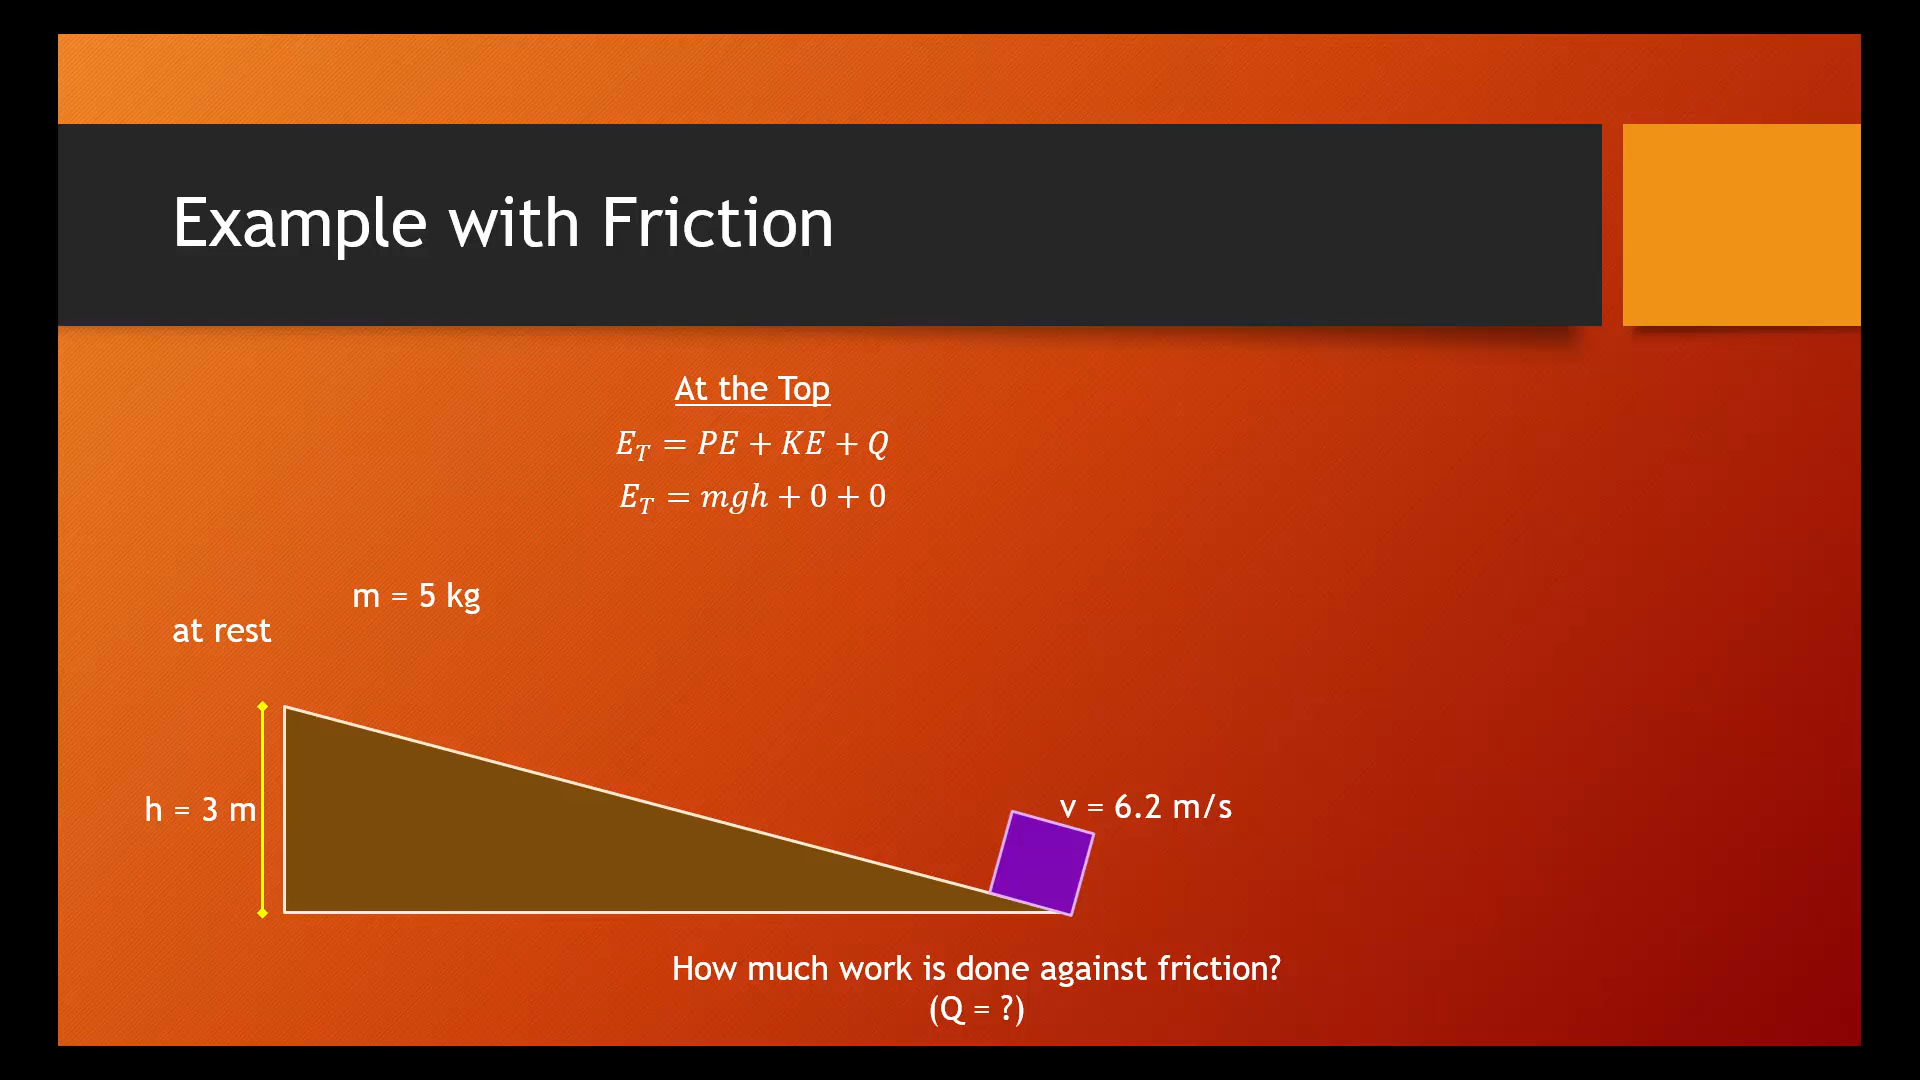 Example with Friction
At the Top
E_T = PE + KE + Q
E_T = mgh + 0 + 0
m = 5 kg
at rest
h = 3 m
v = 6.2 m/s
How much work is done against friction?
(Q = ?)